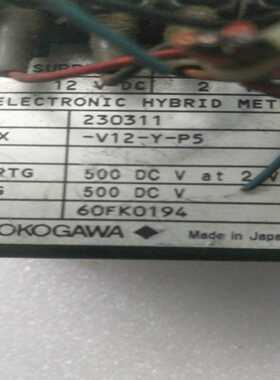 SUPP
12 V DC 2
ELECTRONIC HYBRID MET
230311
X -V12-Y-P5
RTG 500 DC V at 2
G 500 DC V
60FK0194
OKOGAWA Made in Japa